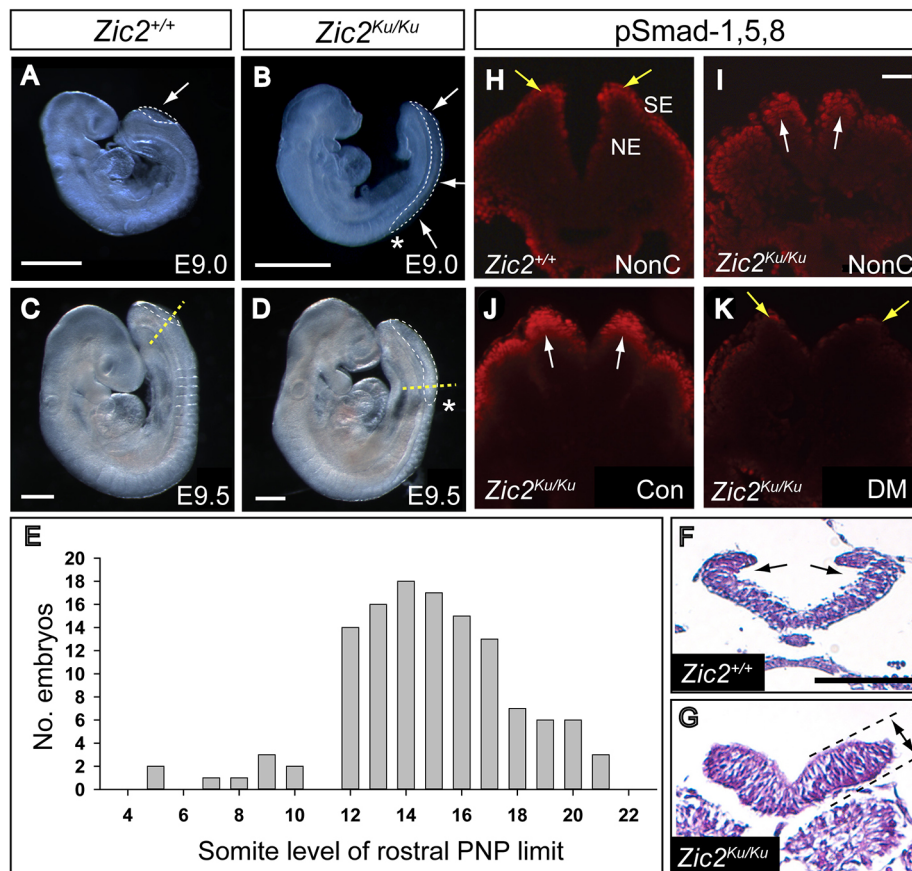 Zic2+/+
Zic2Ku/Ku
pSmad-1,5,8
A
E9.0
B
*
E9.0
H
SE
NE
Zic2+/+
NonC
I
Zic2Ku/Ku
NonC
C
E9.5
D
*
E9.5
J
Zic2Ku/Ku
Con
K
Zic2Ku/Ku
DM
E
No. embryos
20
18
16
14
12
10
8
6
4
2
0
4 6 8 10 12 14 16 18 20 22
Somite level of rostral PNP limit
F
Zic2+/+
G
Zic2Ku/Ku